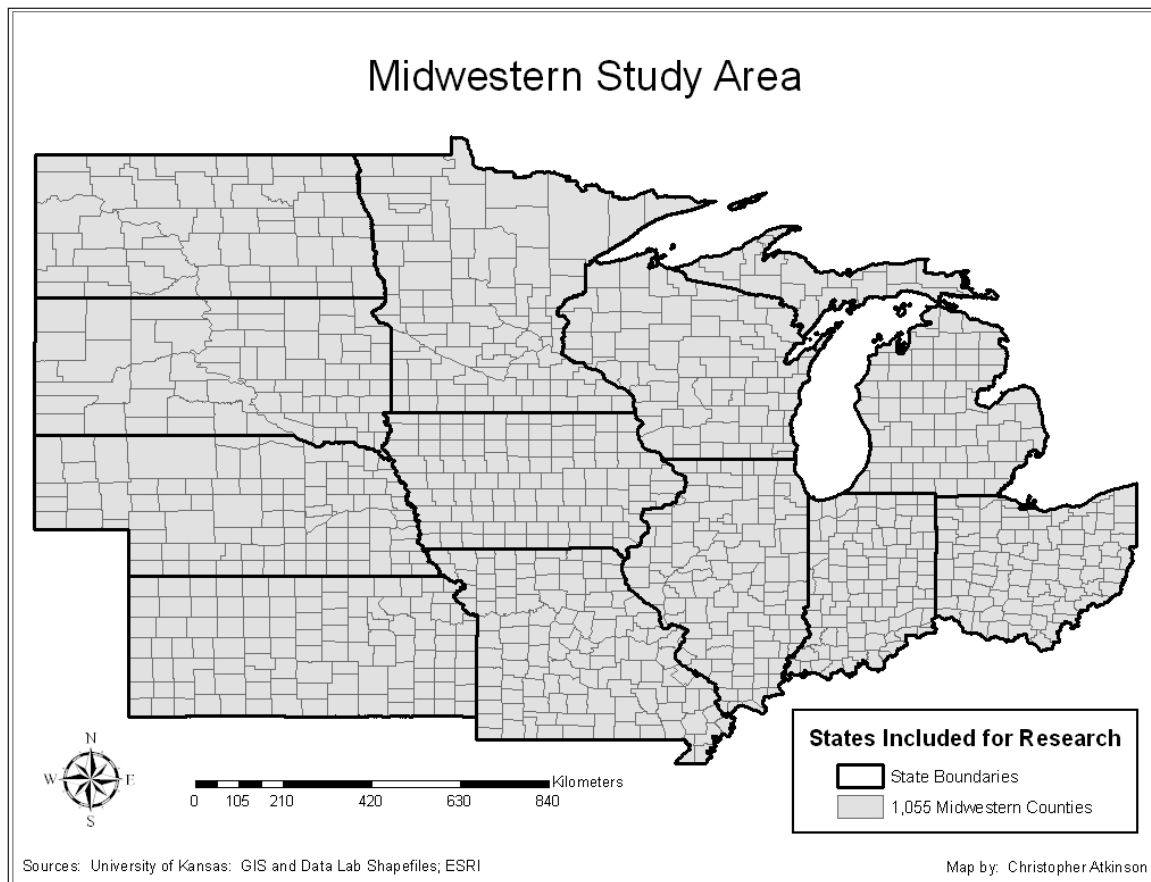 Midwestern Study Area
N
W E
S
Kilometers
0 105 210 420 630 840
States Included for Research
State Boundaries
1,055 Midwestern Counties
Sources: University of Kansas: GIS and Data Lab Shapefiles; ESRI
Map by: Christopher Atkinson